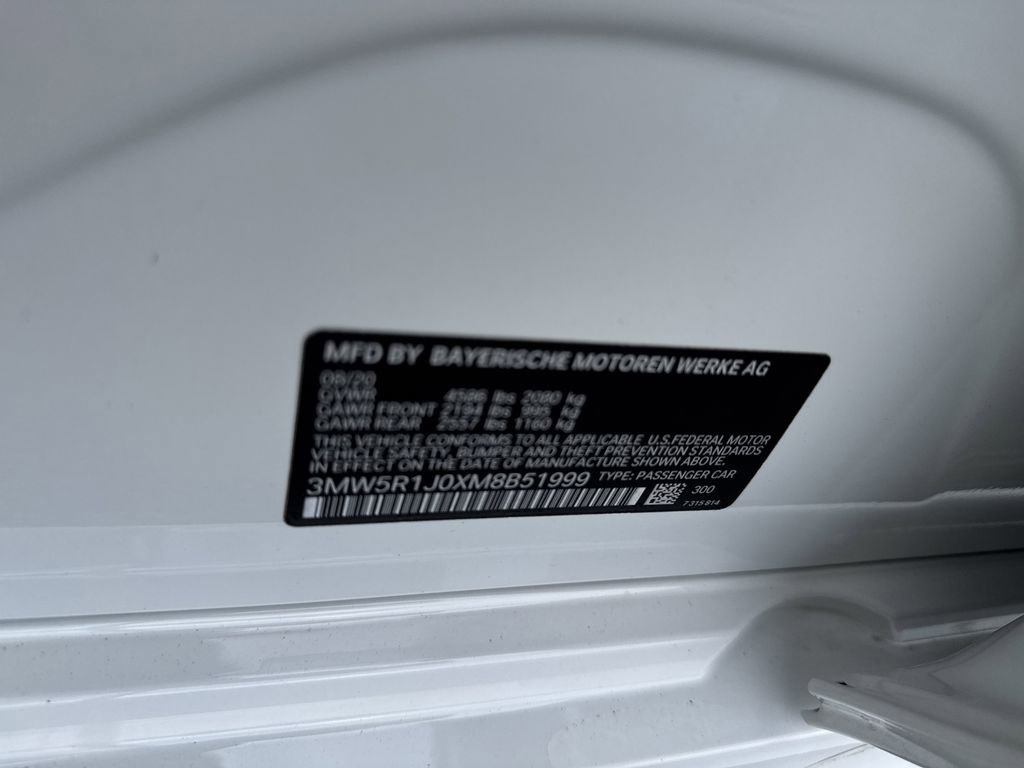 MFD BY BAYERISCHE MOTOREN WERKE AG
08/20
GVWR 4586 lbs 2080 kg
GAWR FRONT 2194 lbs 995 kg
GAWR REAR 2557 lbs 1160 kg
THIS VEHICLE CONFORMS TO ALL APPLICABLE U.S.FEDERAL MOTOR
VEHICLE SAFETY, BUMPER AND THEFT PREVENTION STANDARDS
IN EFFECT ON THE DATE OF MANUFACTURE SHOWN ABOVE.
3MW5R1J0XM8B51999 TYPE: PASSENGER CAR
300
7315814